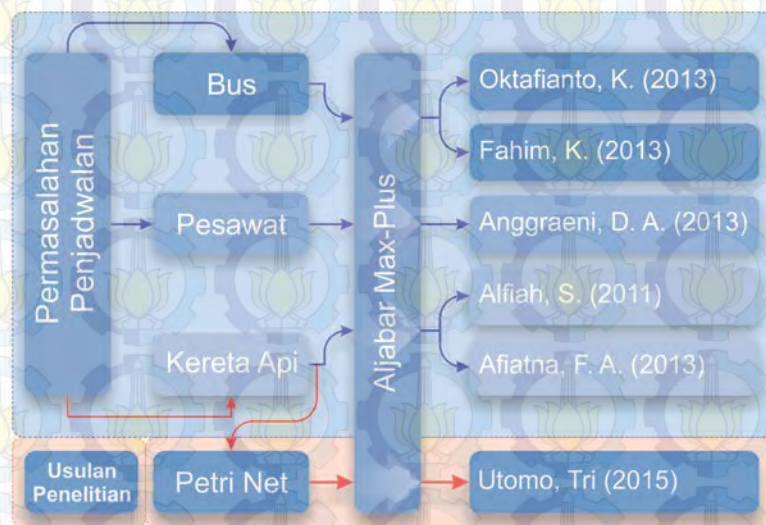 Permasalahan
Penjadwalan
Bus
Pesawat
Kereta Api
Aljabar Max-Plus
Oktafianto, K. (2013)
Fahim, K. (2013)
Anggraeni, D. A. (2013)
Alfiah, S. (2011)
Afiatna, F. A. (2013)
Usulan
Penelitian
Petri Net
Utomo, Tri (2015)